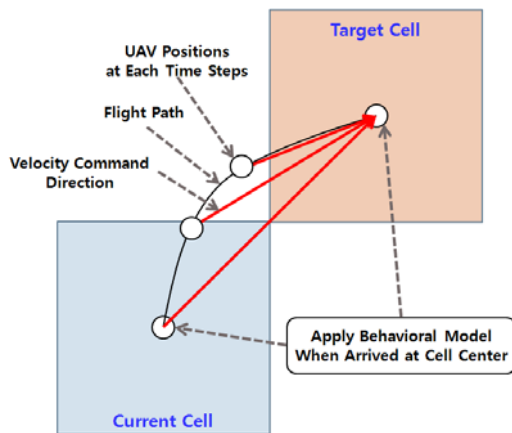 UAV Positions
at Each Time Steps
Target Cell
Flight Path
Velocity Command
Direction
Apply Behavioral Model
When Arrived at Cell Center
Current Cell